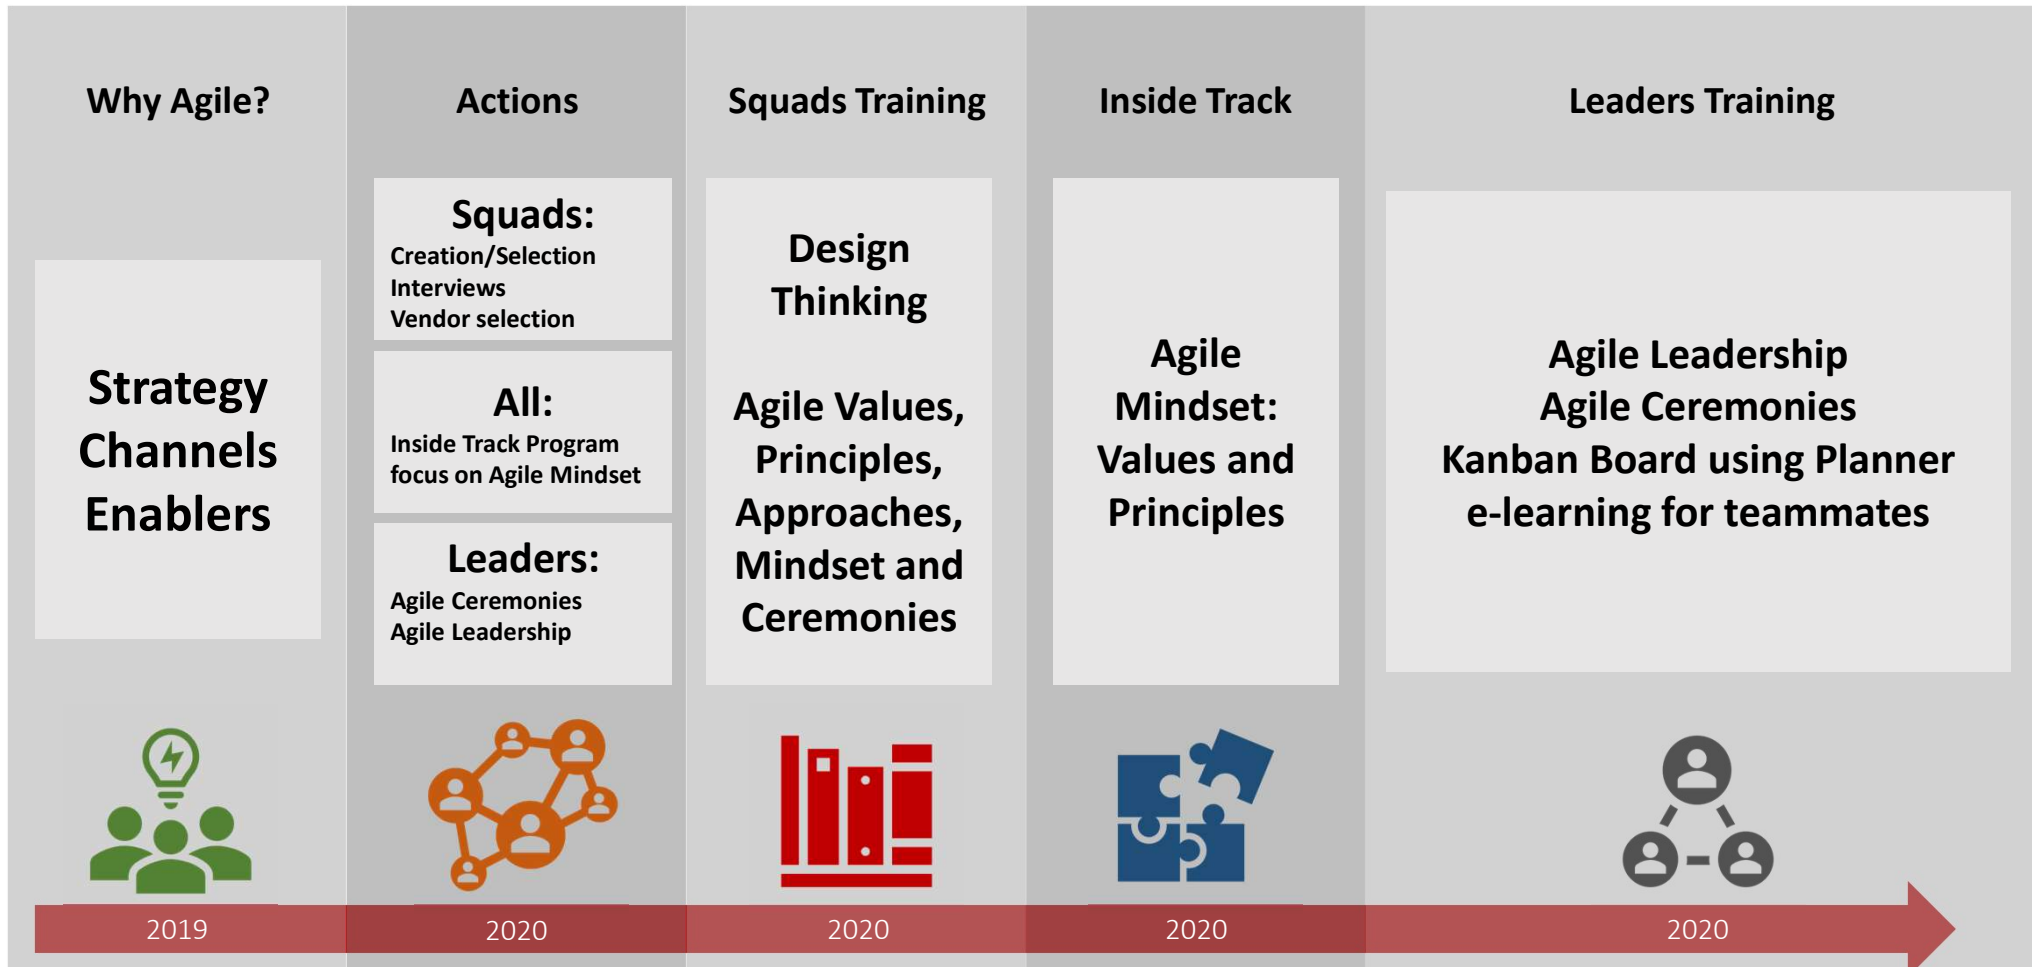 Why Agile?
Strategy
Channels
Enablers
2019
Actions
Squads:
Creation/Selection
Interviews
Vendor selection
All:
Inside Track Program
focus on Agile Mindset
Leaders:
Agile Ceremonies
Agile Leadership
2020
Squads Training
Design
Thinking
Agile Values,
Principles,
Approaches,
Mindset and
Ceremonies
2020
Inside Track
Agile
Mindset:
Values and
Principles
2020
Leaders Training
Agile Leadership
Agile Ceremonies
Kanban Board using Planner
e-learning for teammates
2020